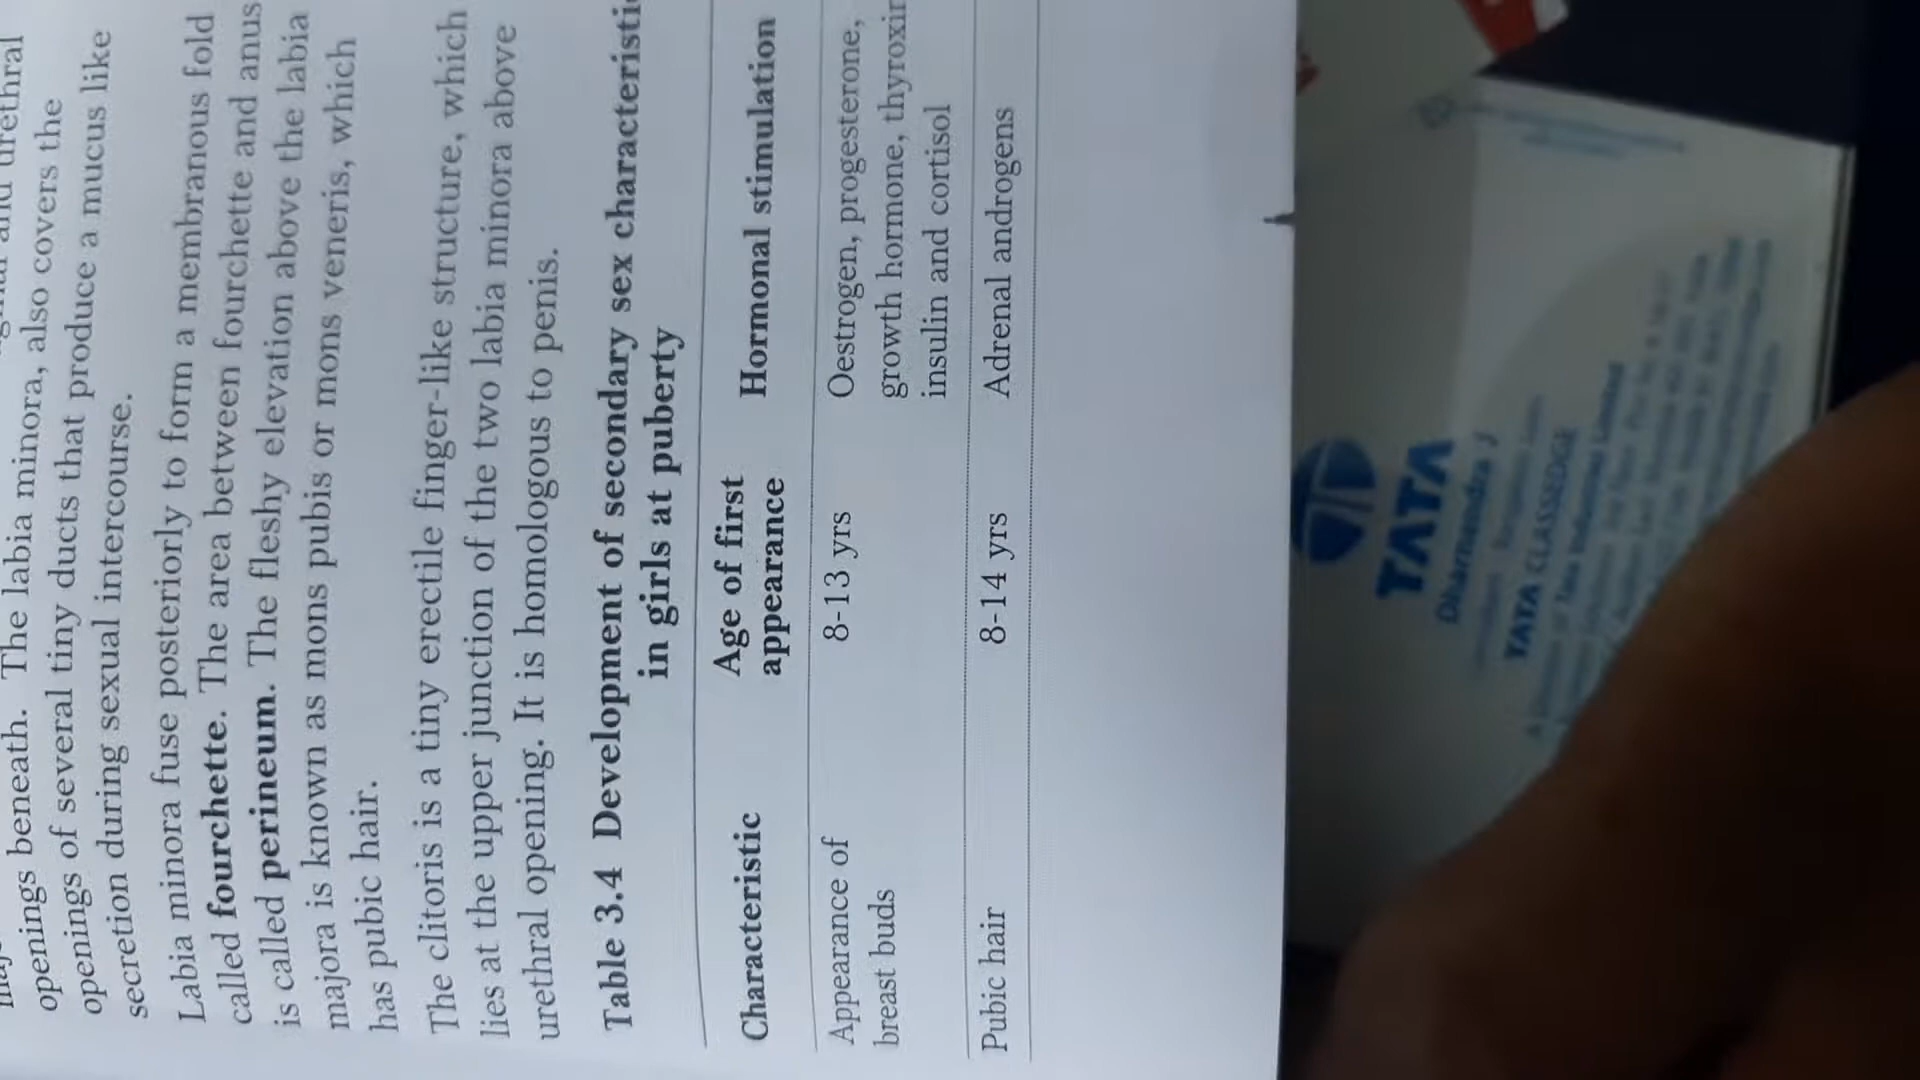 openings beneath. The labia minora, also covers the
openings of several tiny ducts that produce a mucus like
secretion during sexual intercourse.
Labia minora fuse posteriorly to form a membranous fold
called fourchette. The area between fourchette and anus
is called perineum. The fleshy elevation above the labia
majora is known as mons pubis or mons veneris, which
has pubic hair.
The clitoris is a tiny erectile finger-like structure, which
lies at the upper junction of the two labia minora above
urethral opening. It is homologous to penis.
Table 3.4 Development of secondary sex
in girls at puberty
Characteristic Age of first appearance Hormonal stimulation
Appearance of breast buds 8-13 yrs Oestrogen, progesterone,
growth hormone,
insulin and cortisol
Pubic hair 8-14 yrs Adrenal androgens
TATA
Dharmendra J
TATA CLASSEDGE